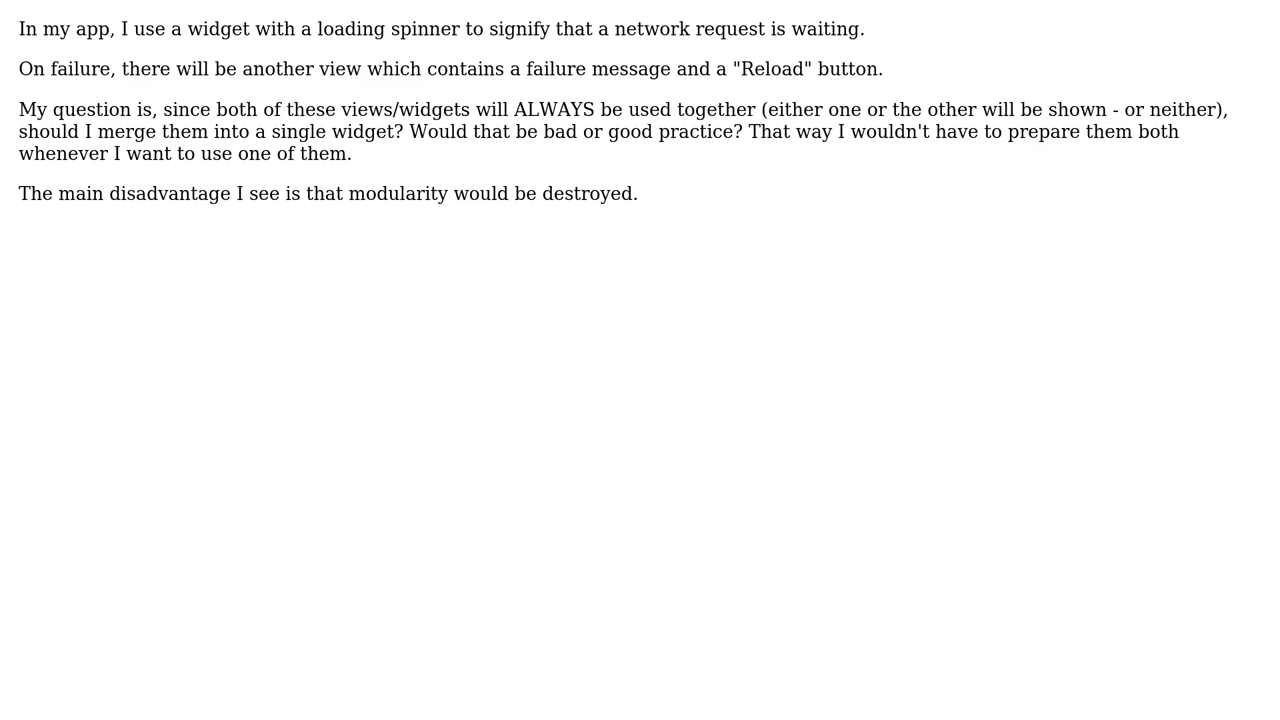 In my app, I use a widget with a loading spinner to signify that a network request is waiting.
On failure, there will be another view which contains a failure message and a "Reload" button.
My question is, since both of these views/widgets will ALWAYS be used together (either one or the other will be shown - or neither),
should I merge them into a single widget? Would that be bad or good practice? That way I wouldn't have to prepare them both
whenever I want to use one of them.
The main disadvantage I see is that modularity would be destroyed.